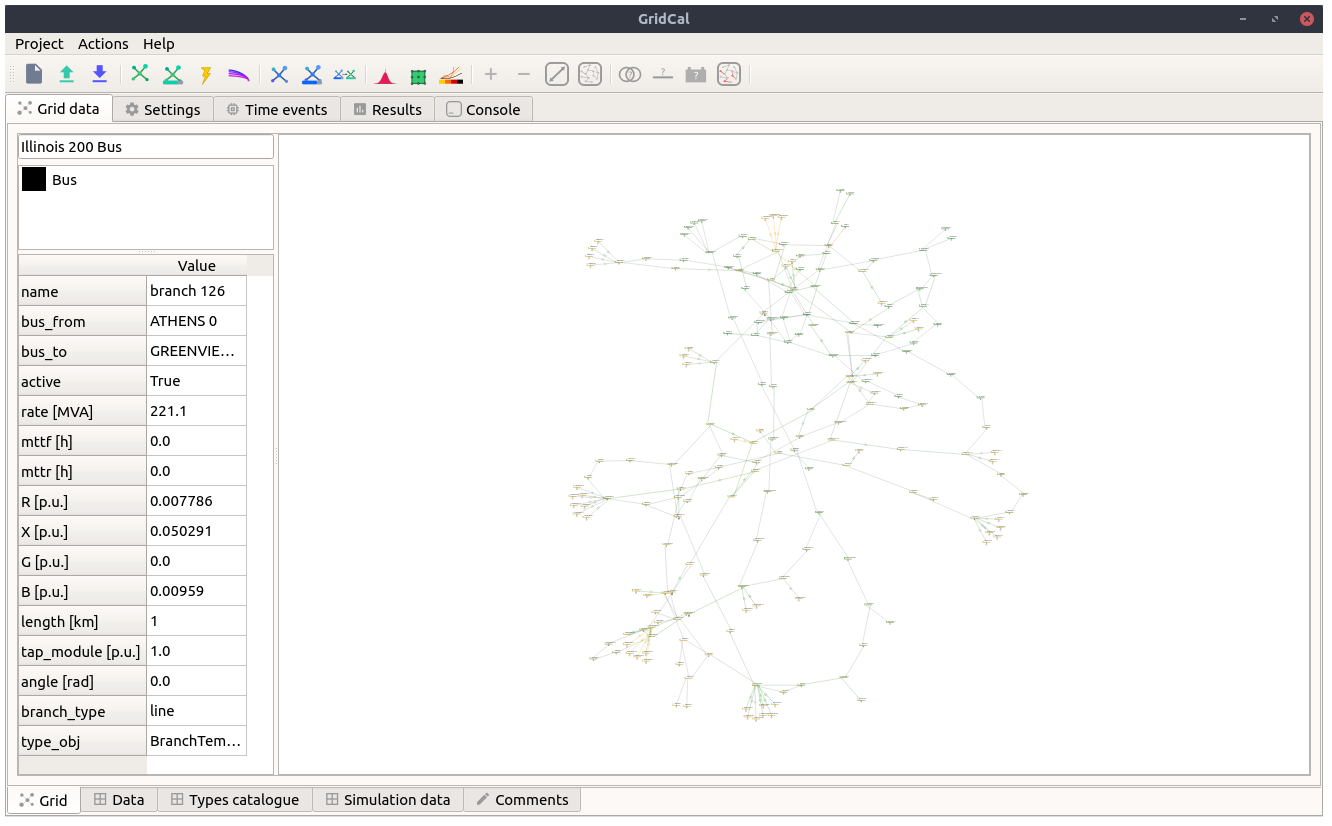 GridCal
Project Actions Help
Grid data Settings Time events Results Console
Illinois 200 Bus
Bus
Value
name branch 126
bus_from ATHENS 0
bus_to GREENVIE...
active True
rate [MVA] 221.1
mttf [h] 0.0
mttr [h] 0.0
R [p.u.] 0.007786
X [p.u.] 0.050291
G [p.u.] 0.0
B [p.u.] 0.00959
length [km] 1
tap_module [p.u.] 1.0
angle [rad] 0.0
branch_type line
type_obj BranchTem...
Grid Data Types catalogue Simulation data Comments